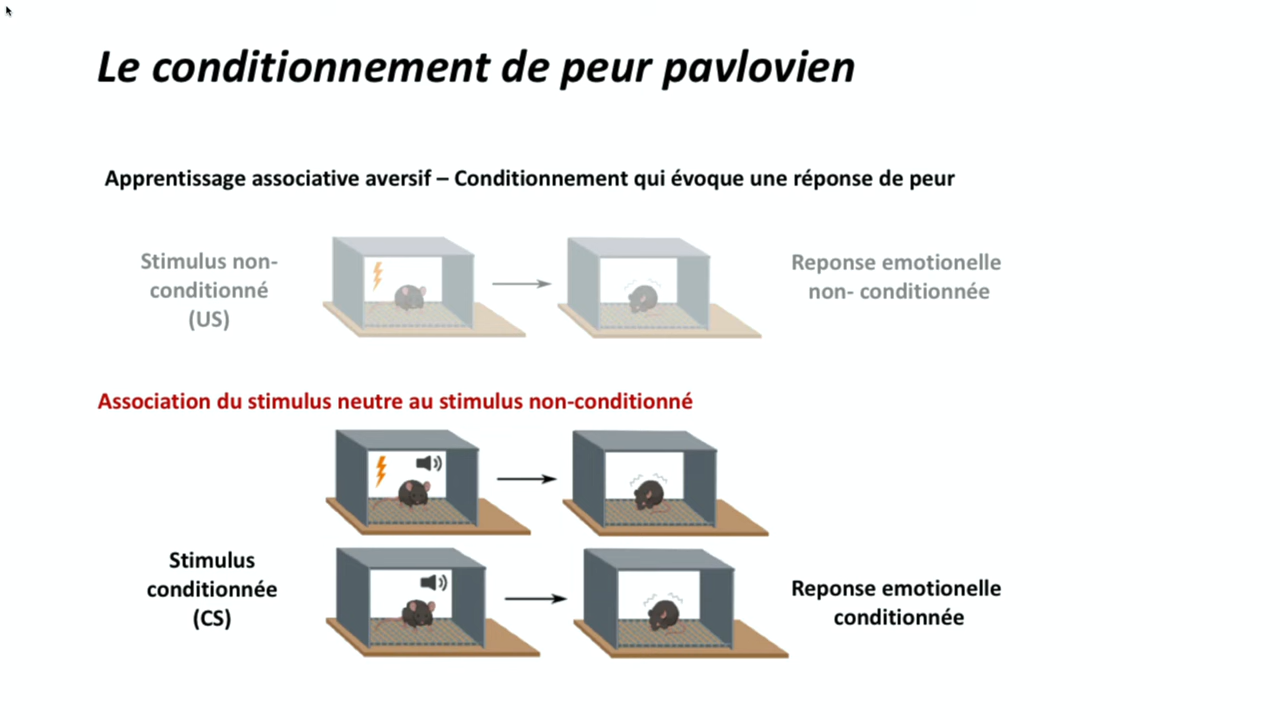 Le conditionnement de peur pavlovien
Apprentissage associative aversif – Conditionnement qui évoque une réponse de peur
Stimulus non-
conditionné
(US)
Reponse emotionelle
non- conditionnée
Association du stimulus neutre au stimulus non-conditionné
Stimulus
conditionnée
(CS)
Reponse emotionelle
conditionnée